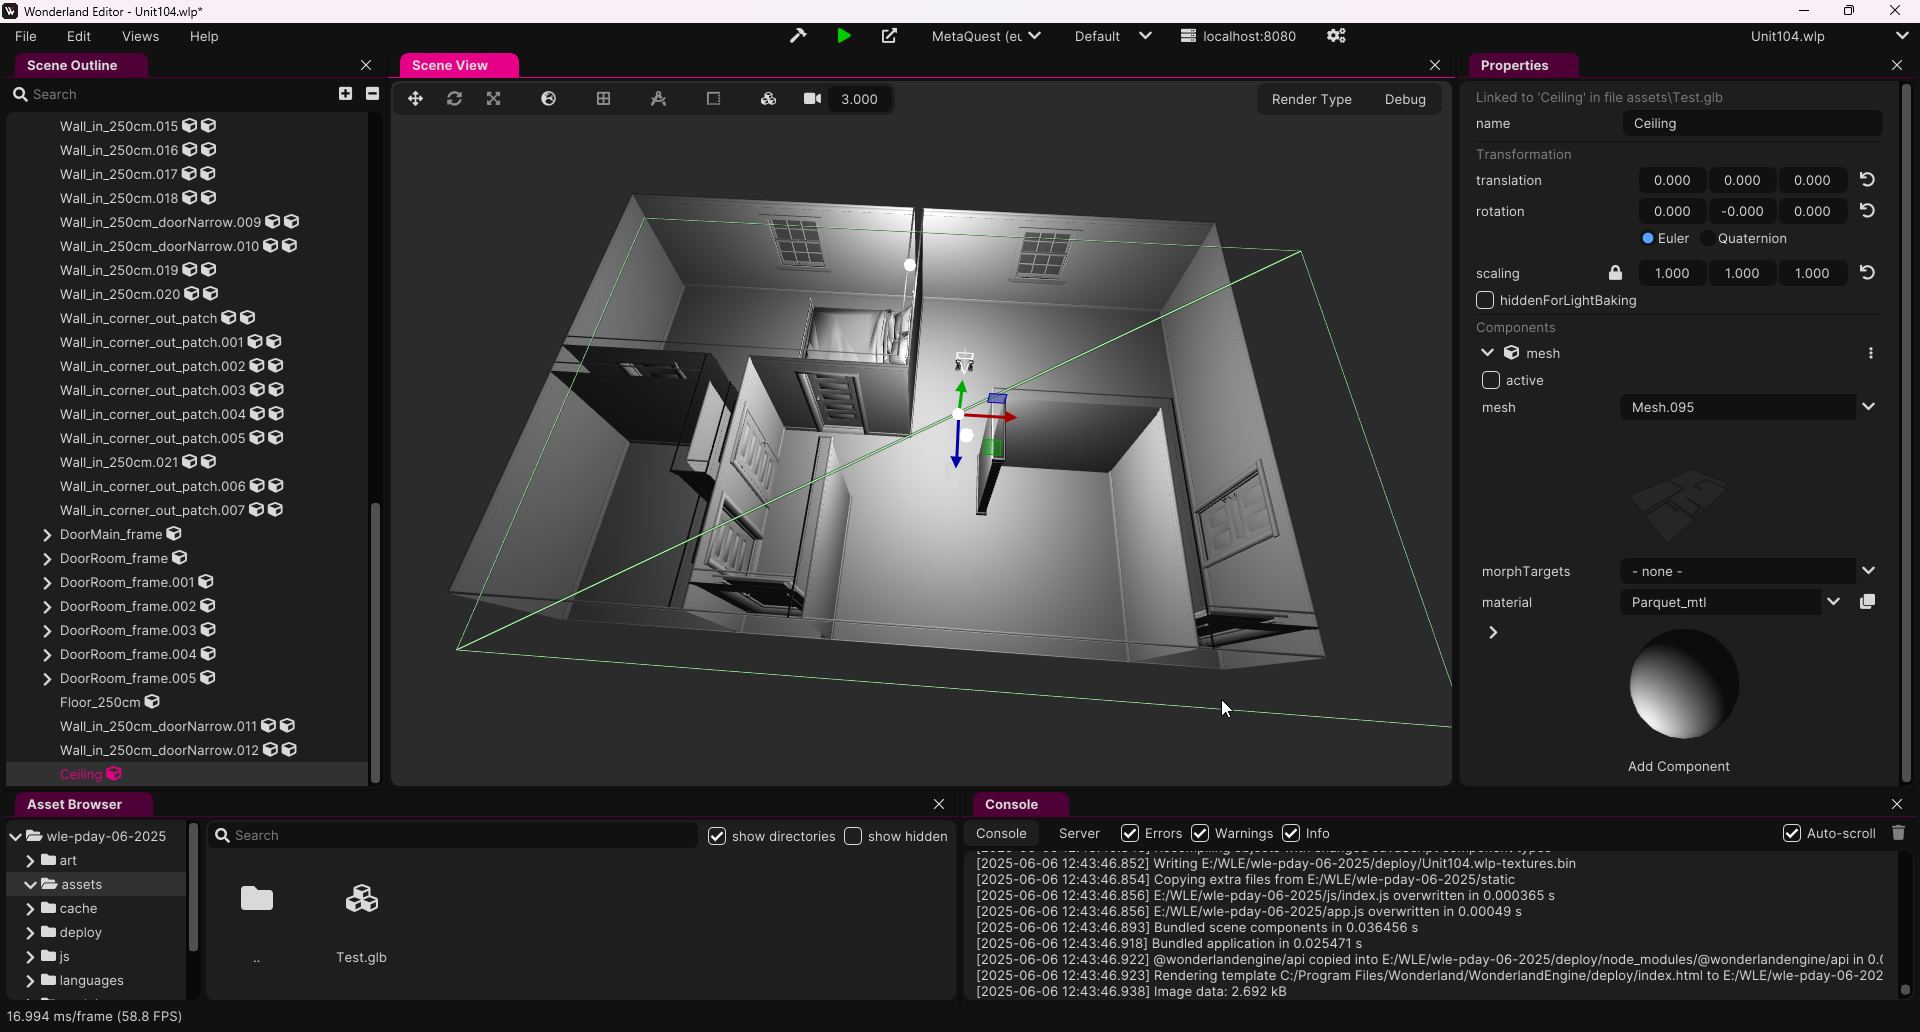 Wonderland Editor - Unit104.wlp*
File Edit Views Help
MetaQuest (eu Default localhost:8080 Unit104.wlp
Scene Outline
Search
Wall_in_250cm.015
Wall_in_250cm.016
Wall_in_250cm.017
Wall_in_250cm.018
Wall_in_250cm_doorNarrow.009
Wall_in_250cm_doorNarrow.010
Wall_in_250cm.019
Wall_in_250cm.020
Wall_in_corner_out_patch
Wall_in_corner_out_patch.001
Wall_in_corner_out_patch.002
Wall_in_corner_out_patch.003
Wall_in_corner_out_patch.004
Wall_in_corner_out_patch.005
Wall_in_250cm.021
Wall_in_corner_out_patch.006
Wall_in_corner_out_patch.007
DoorMain_frame
DoorRoom_frame
DoorRoom_frame.001
DoorRoom_frame.002
DoorRoom_frame.003
DoorRoom_frame.004
DoorRoom_frame.005
Floor_250cm
Wall_in_250cm_doorNarrow.011
Wall_in_250cm_doorNarrow.012
Ceiling
Scene View
3.000 Render Type Debug
Properties
Linked to 'Ceiling' in file assets\Test.glb
name Ceiling
Transformation
translation 0.000 0.000 0.000
rotation 0.000 -0.000 0.000
Euler Quaternion
scaling 1.000 1.000 1.000
hiddenForLightBaking
Components
mesh
active
mesh Mesh.095
morphTargets - none -
material Parquet_mtl
Add Component
Asset Browser
wle-pday-06-2025
art
assets
cache
deploy
js
languages
Search show directories show hidden
..
Test.glb
Console
Console Server Errors Warnings Info Auto-scroll
[2025-06-06 12:43:46.852] Writing E:/WLE/wle-pday-06-2025/deploy/Unit104.wlp-textures.bin
[2025-06-06 12:43:46.854] Copying extra files from E:/WLE/wle-pday-06-2025/static
[2025-06-06 12:43:46.856] E:/WLE/wle-pday-06-2025/js/index.js overwritten in 0.000365 s
[2025-06-06 12:43:46.856] E:/WLE/wle-pday-06-2025/app.js overwritten in 0.00049 s
[2025-06-06 12:43:46.893] Bundled scene components in 0.036456 s
[2025-06-06 12:43:46.918] Bundled application in 0.025471 s
[2025-06-06 12:43:46.922] @wonderlandengine/api copied into E:/WLE/wle-pday-06-2025/deploy/node_modules/@wonderlandengine/api in 0.0
[2025-06-06 12:43:46.923] Rendering template C:/Program Files/Wonderland/WonderlandEngine/deploy/index.html to E:/WLE/wle-pday-06-202
[2025-06-06 12:43:46.938] Image data: 2.692 kB
16.994 ms/frame (58.8 FPS)